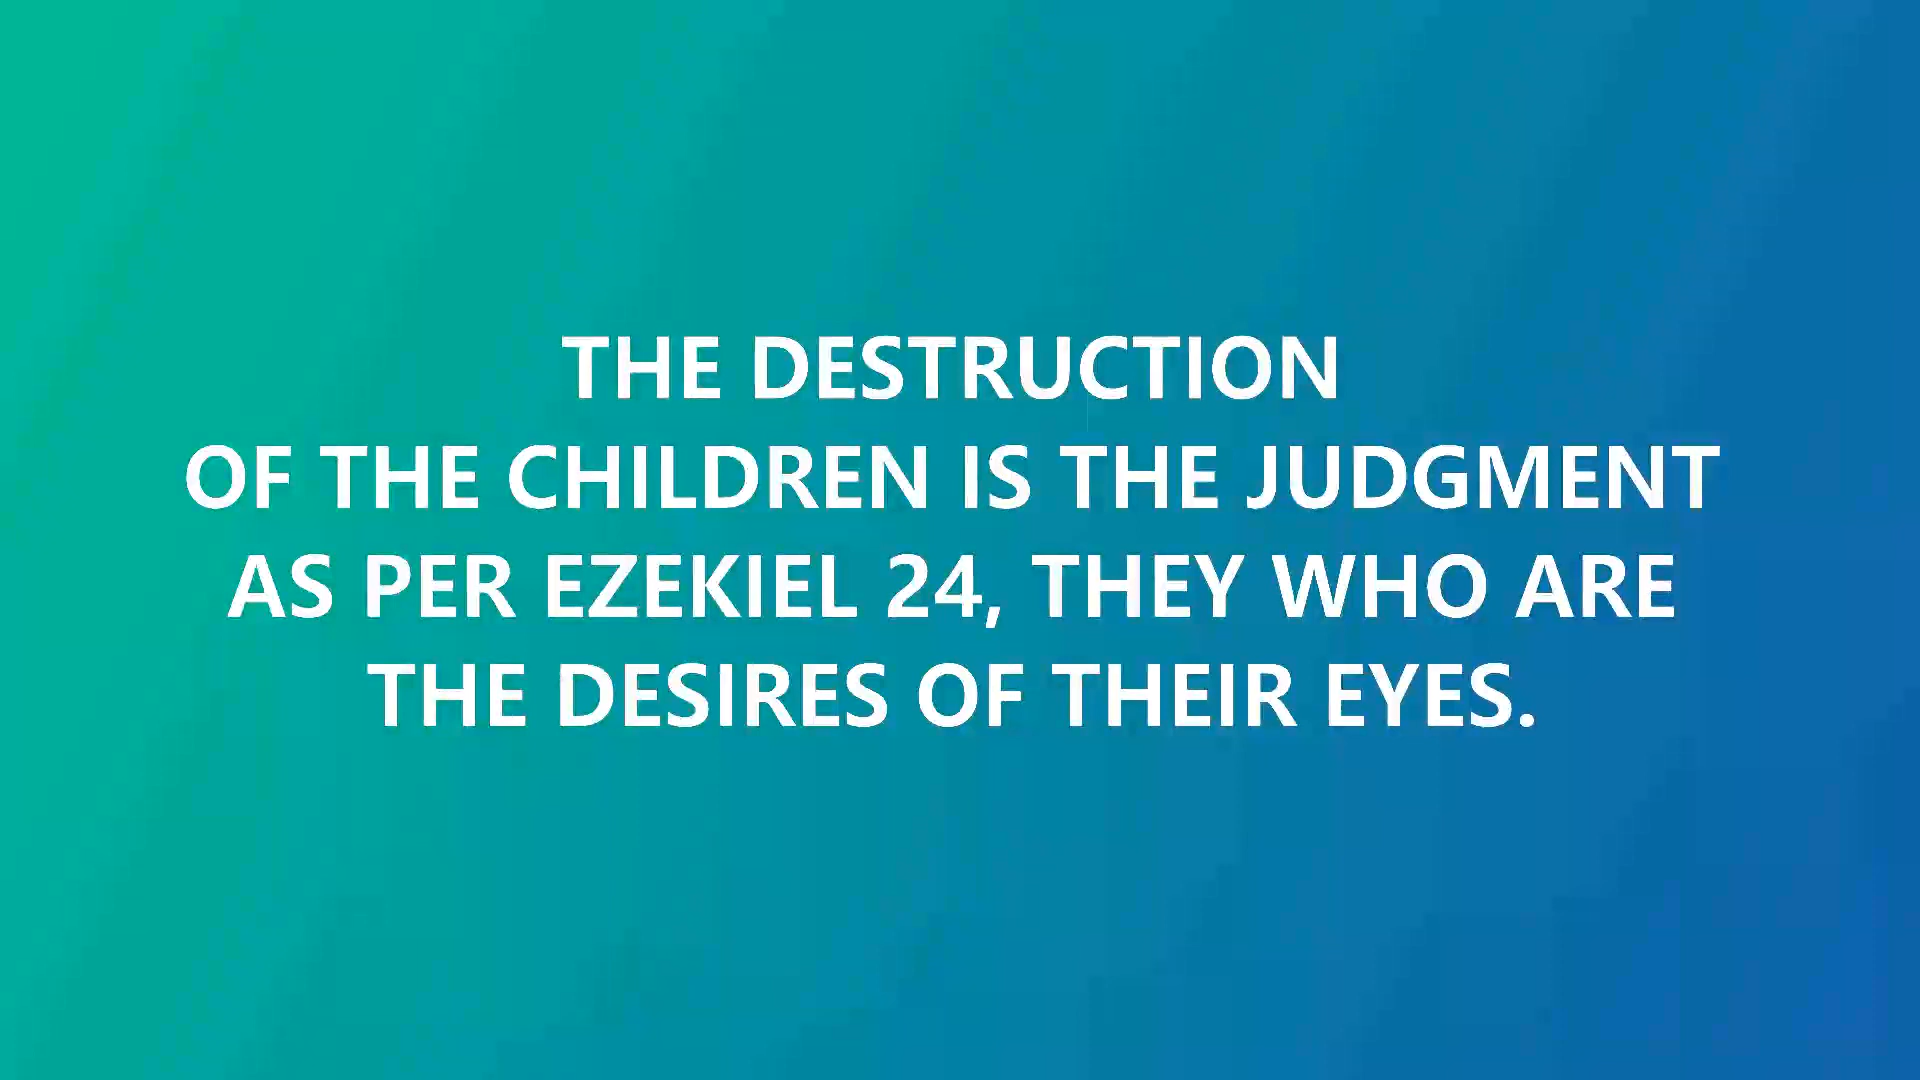 THE DESTRUCTION
OF THE CHILDREN IS THE JUDGMENT
AS PER EZEKIEL 24, THEY WHO ARE
THE DESIRES OF THEIR EYES.